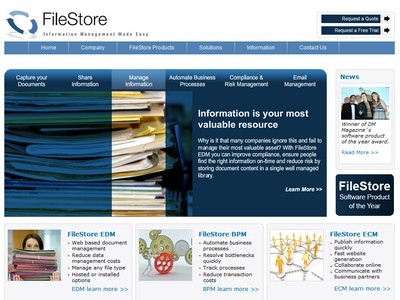 FileStore
Information Management Made Easy
Request a Quote
Request a Free Trial
Home
Company
FileStore Products
Solutions
Information
Contact Us
Capture your
Documents
Share
Information
Manage
Information
Automate Business
Processes
Compliance &
Risk Management
Email
Management
Information is your most
valuable resource
Why is it that many companies ignore this and fail to
manage their most valuable asset? With FileStore
EDM you can improve compliance, ensure people
find the right information on-time and reduce risk by
storing document content in a single well managed
library.
Learn More >>
News
Winner of DM
Magazine´s
software product
of the year award.
Read More >>
FileStore
Software Product
of the Year
FileStore EDM
• Web based document
management
• Reduce data
management costs
• Manage any file type
• Hosted or installed
options
EDM learn more >>
FileStore BPM
• Automate business
processes
• Resolve bottlenecks
quickly
• Track processes
• Reduce transaction
costs
BPM learn more >>
FileStore ECM
• Publish information
quickly
• Fast website
generation
• Collaborate online
• Communicate with
business partners
ECM learn more >>